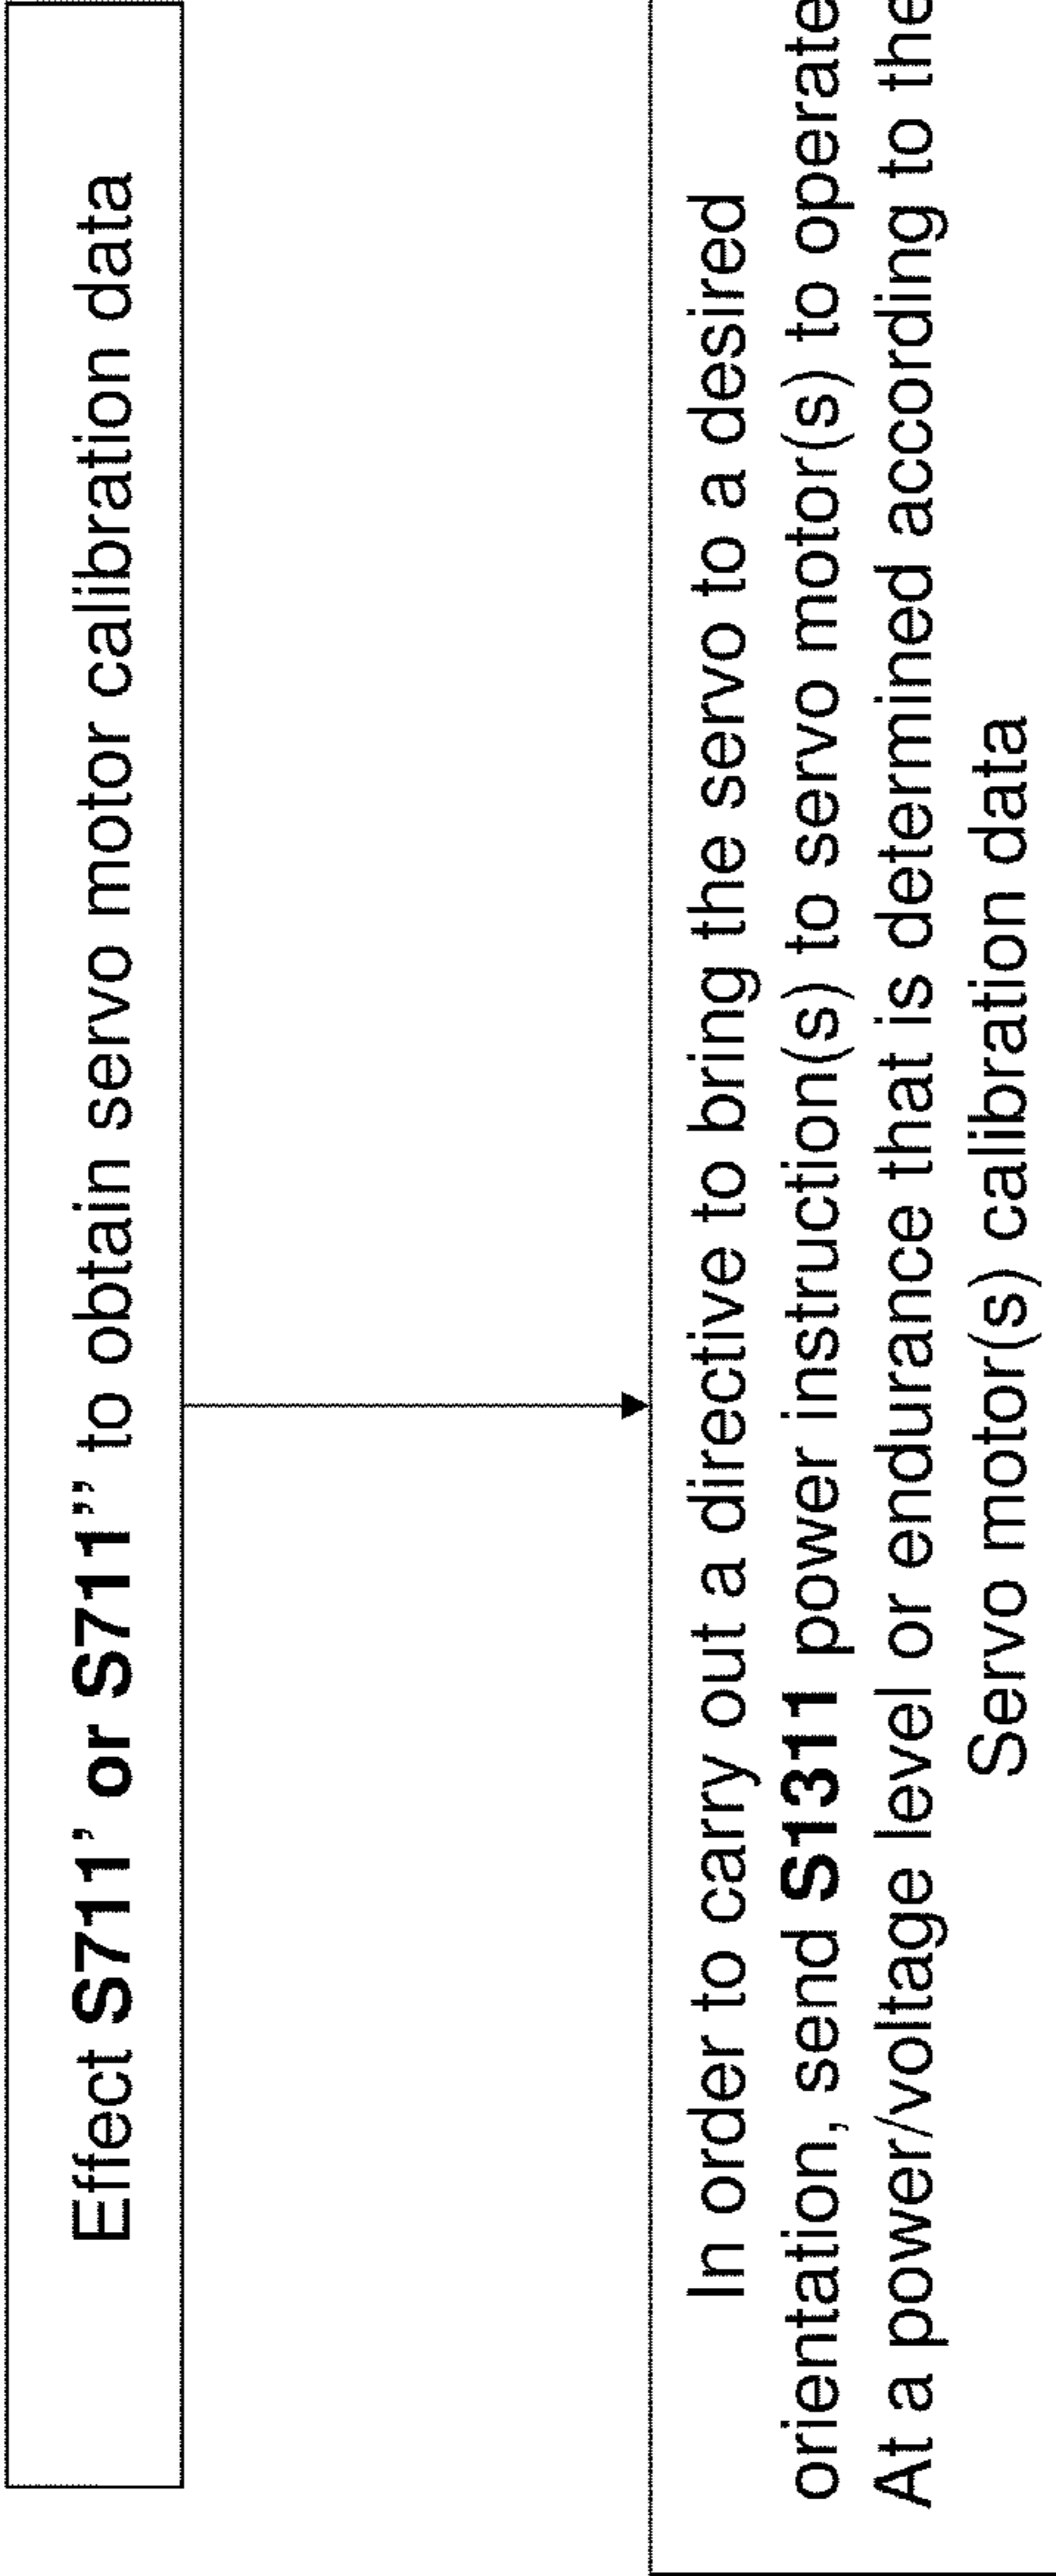 Effect S711’ or S711’’ to obtain servo motor calibration data
In order to carry out a directive to bring the servo to a desired
orientation, send S1311 power instruction(s) to servo motor(s) to operate
At a power/voltage level or endurance that is determined according to the
Servo motor(s) calibration data